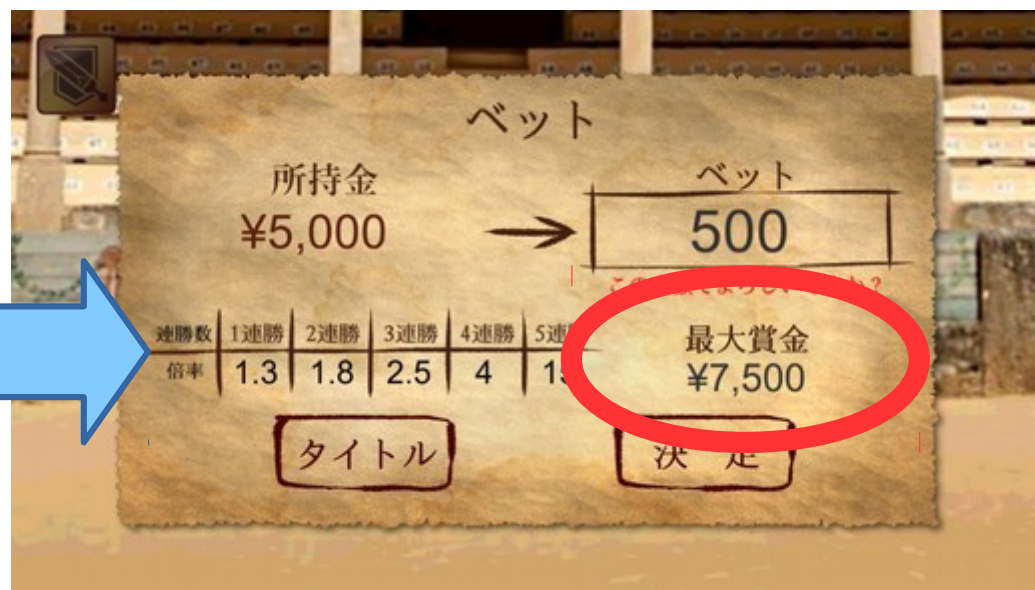 ベット
所持金
¥5,000
ベット
500
連勝数 1連勝 2連勝 3連勝 4連勝
倍率 1.3 1.8 2.5 4
最大賞金
¥7,500
タイトル
決定